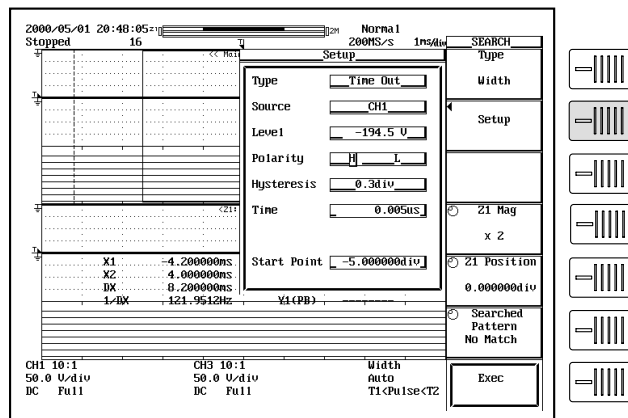 2000/05/01 20:48:05 Z1 2M Normal
Stopped 16 200MS/s 1ms/div
SEARCH
<< Mai
Setup
Type
Width
Type Time Out
Source CH1
Setup
Level -194.5 V
Polarity H L
Hysteresis 0.3div
<Z1:
Time 0.005us
Z1 Mag
x 2
Start Point -5.000000div
Z1 Position
0.000000div
X1 -4.200000ms
X2 4.000000ms
DX 8.200000ms
1/DX 121.9512Hz Y1(PB) --------
Searched
Pattern
No Match
CH1 10:1 CH3 10:1 Width
50.0 V/div 50.0 V/div Auto
DC Full DC Full T1<Pulse<T2
Exec